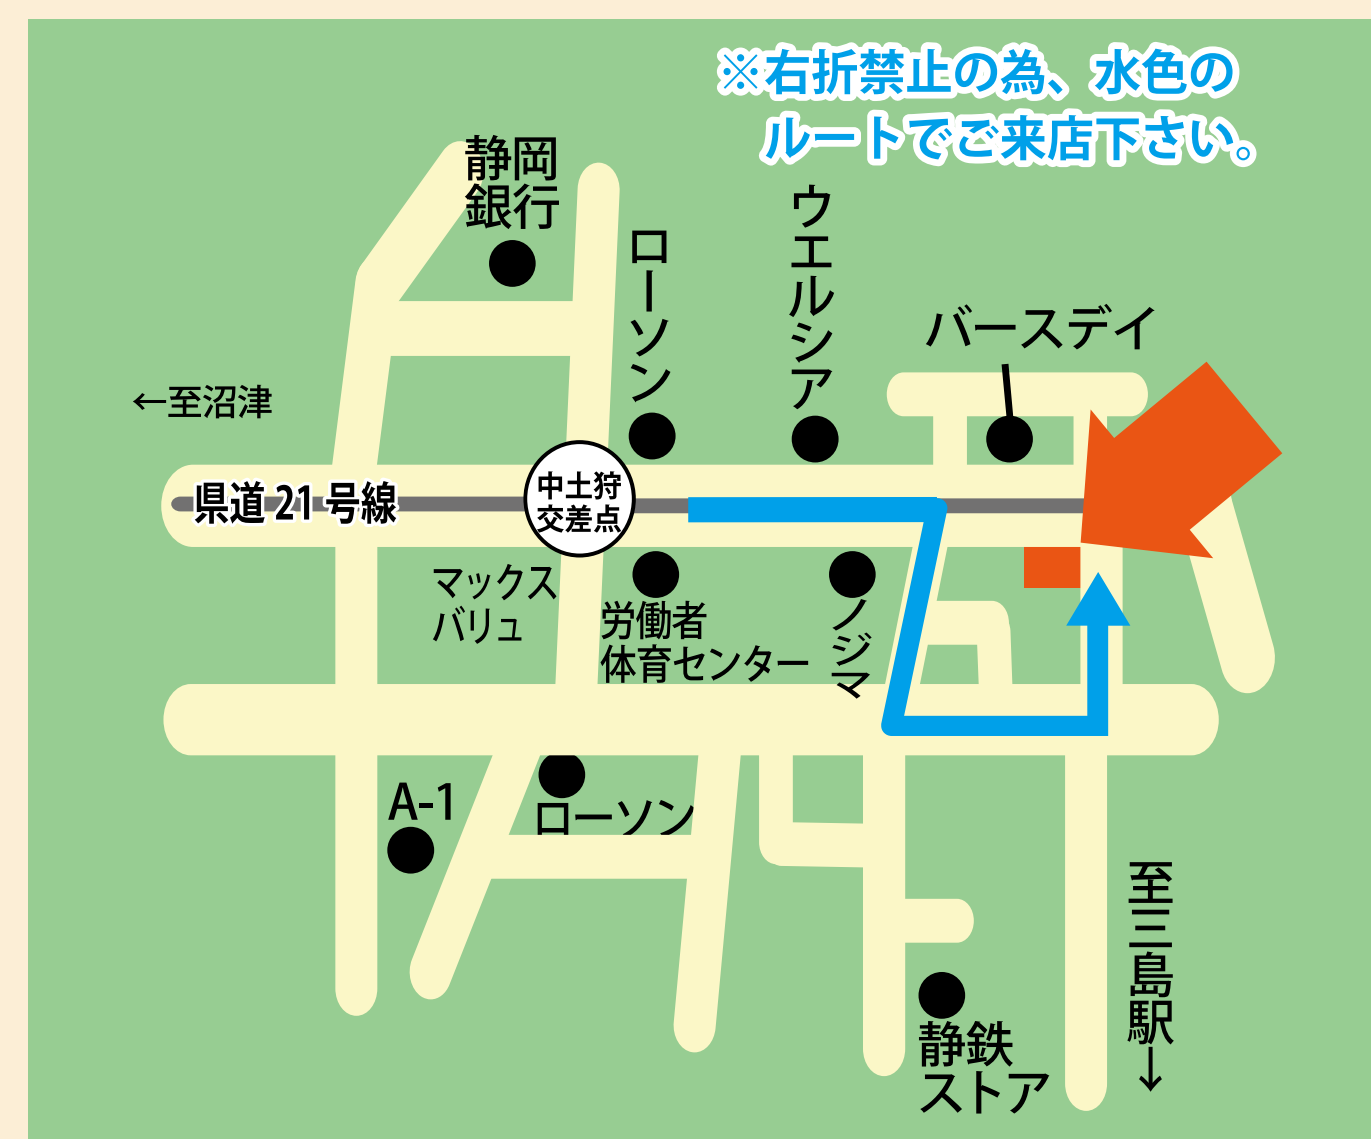 ※右折禁止の為、水色の
ルートでご来店下さい。
静岡
銀行
ローソン
ウエルシア
バースデイ
←至沼津
県道 21 号線
中土狩
交差点
マックス
バリュ
労働者
体育センター
ノジマ
A-1
ローソン
静鉄
ストア
至三島駅→